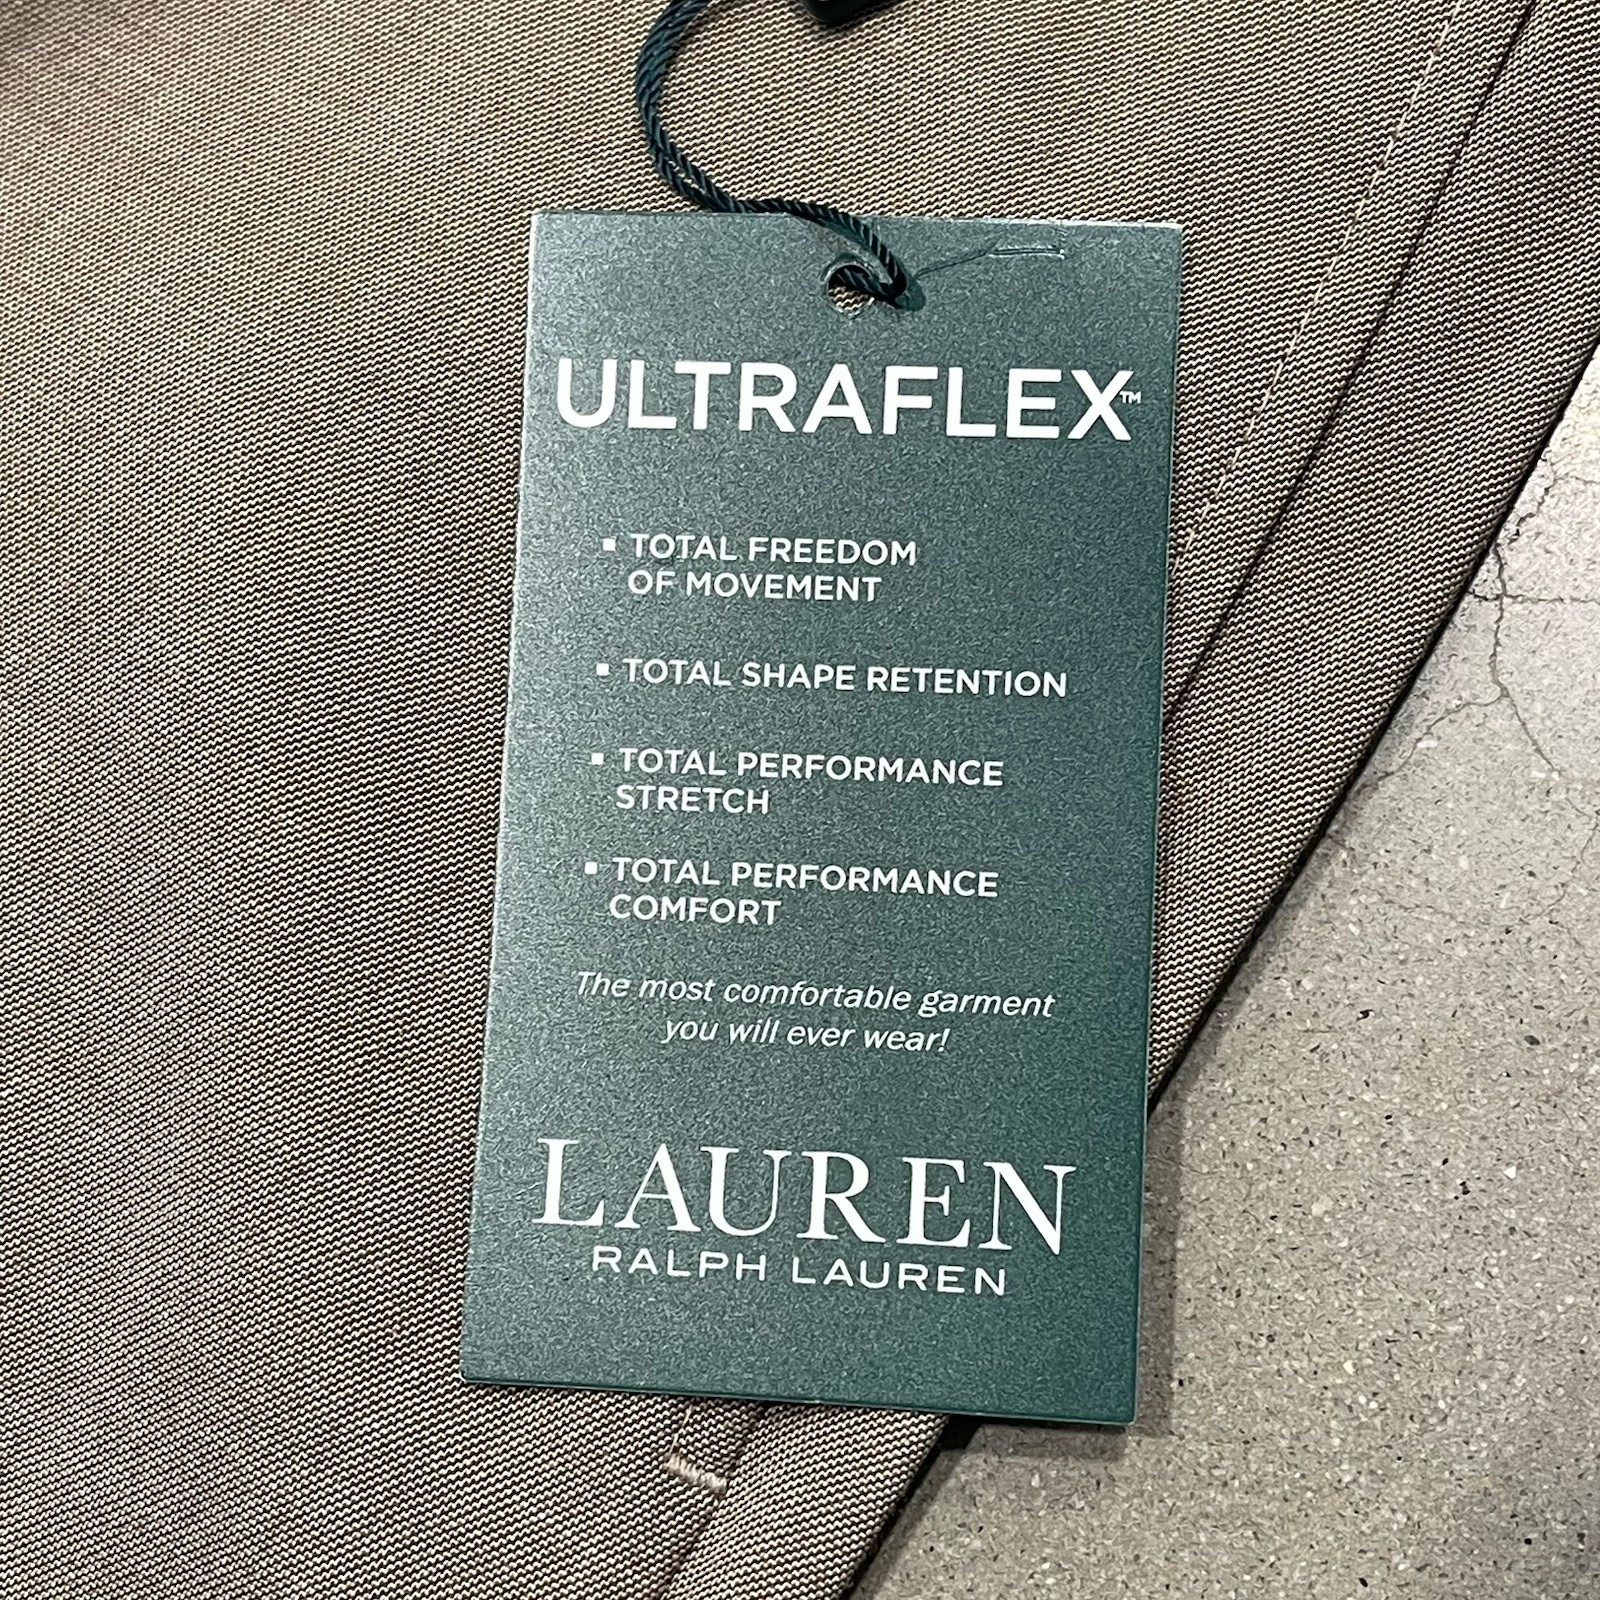 ULTRAFLEX™
▪ TOTAL FREEDOM
OF MOVEMENT
▪ TOTAL SHAPE RETENTION
▪ TOTAL PERFORMANCE
STRETCH
▪ TOTAL PERFORMANCE
COMFORT
The most comfortable garment
you will ever wear!
LAUREN
RALPH LAUREN